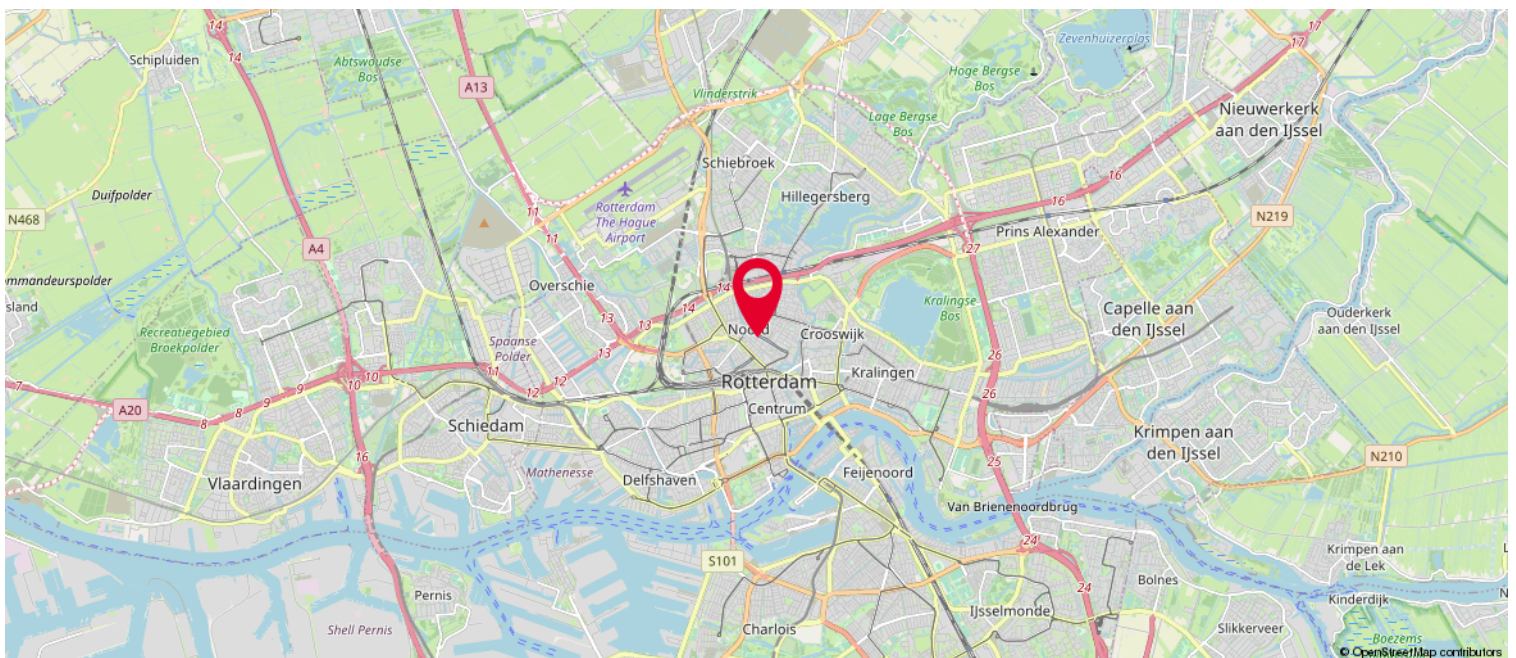 17
14
Schipluiden
Abtswoudse
Bos
A13
Vlinderstrik
Hoge Bergse
Bos
Zevenhuizerplas
17
Nieuwerkerk
aan den IJssel
Lage Bergse
Bos
Schiebroek
Hillegersberg
16
16
Duifpolder
N468
A4
11
11
Rotterdam
The Hague
Airport
N219
Prins Alexander
27
ommandeurspolder
sland
Overschie
14
14
13
13
13
Noord
Crooswijk
Kralingse
Bos
Capelle aan
den IJssel
Ouderkerk
aan den IJssel
Recreatiegebied
Broekpolder
Spaanse
Polder
26
26
7
A20
8
8
9
9
10
10
11
12
12
Rotterdam
Centrum
Kralingen
Schiedam
Krimpen aan
den IJssel
N210
16
Vlaardingen
Mathenesse
Delfshaven
Feijenoord
25
Van Brienenoordbrug
24
24
S101
Krimpen aan
de Lek
Bolnes
Kinderdijk
Pernis
Shell Pernis
Charlois
IJsselmonde
Slikkerveer
Boezems
© OpenStreetMap contributors